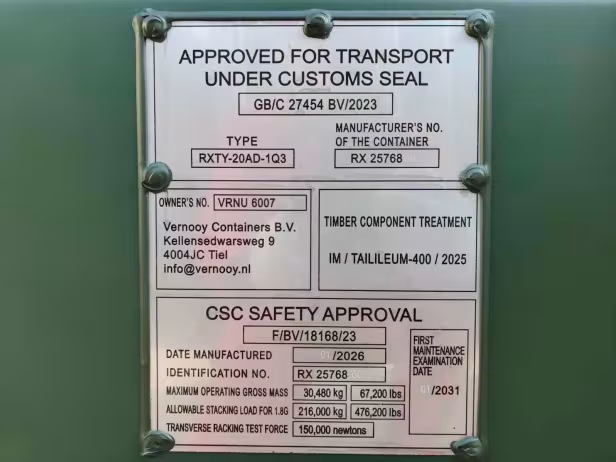 APPROVED FOR TRANSPORT
UNDER CUSTOMS SEAL
GB/C 27454 BV/2023
TYPE
RXTY-20AD-1Q3
MANUFACTURER'S NO.
OF THE CONTAINER
RX 25768
OWNER'S NO. VRNU 6007
Vernooy Containers B.V.
Kellensedwarsweg 9
4004JC Tiel
info@vernooy.nl
TIMBER COMPONENT TREATMENT
IM / TAILILEUM-400 / 2025
CSC SAFETY APPROVAL
F/BV/18168/23
DATE MANUFACTURED 01/2026
IDENTIFICATION NO. RX 25768
MAXIMUM OPERATING GROSS MASS 30,480 kg 67,200 lbs
ALLOWABLE STACKING LOAD FOR 1.8G 216,000 kg 476,200 lbs
TRANSVERSE RACKING TEST FORCE 150,000 newtons
FIRST
MAINTENANCE
EXAMINATION
DATE
01/2031